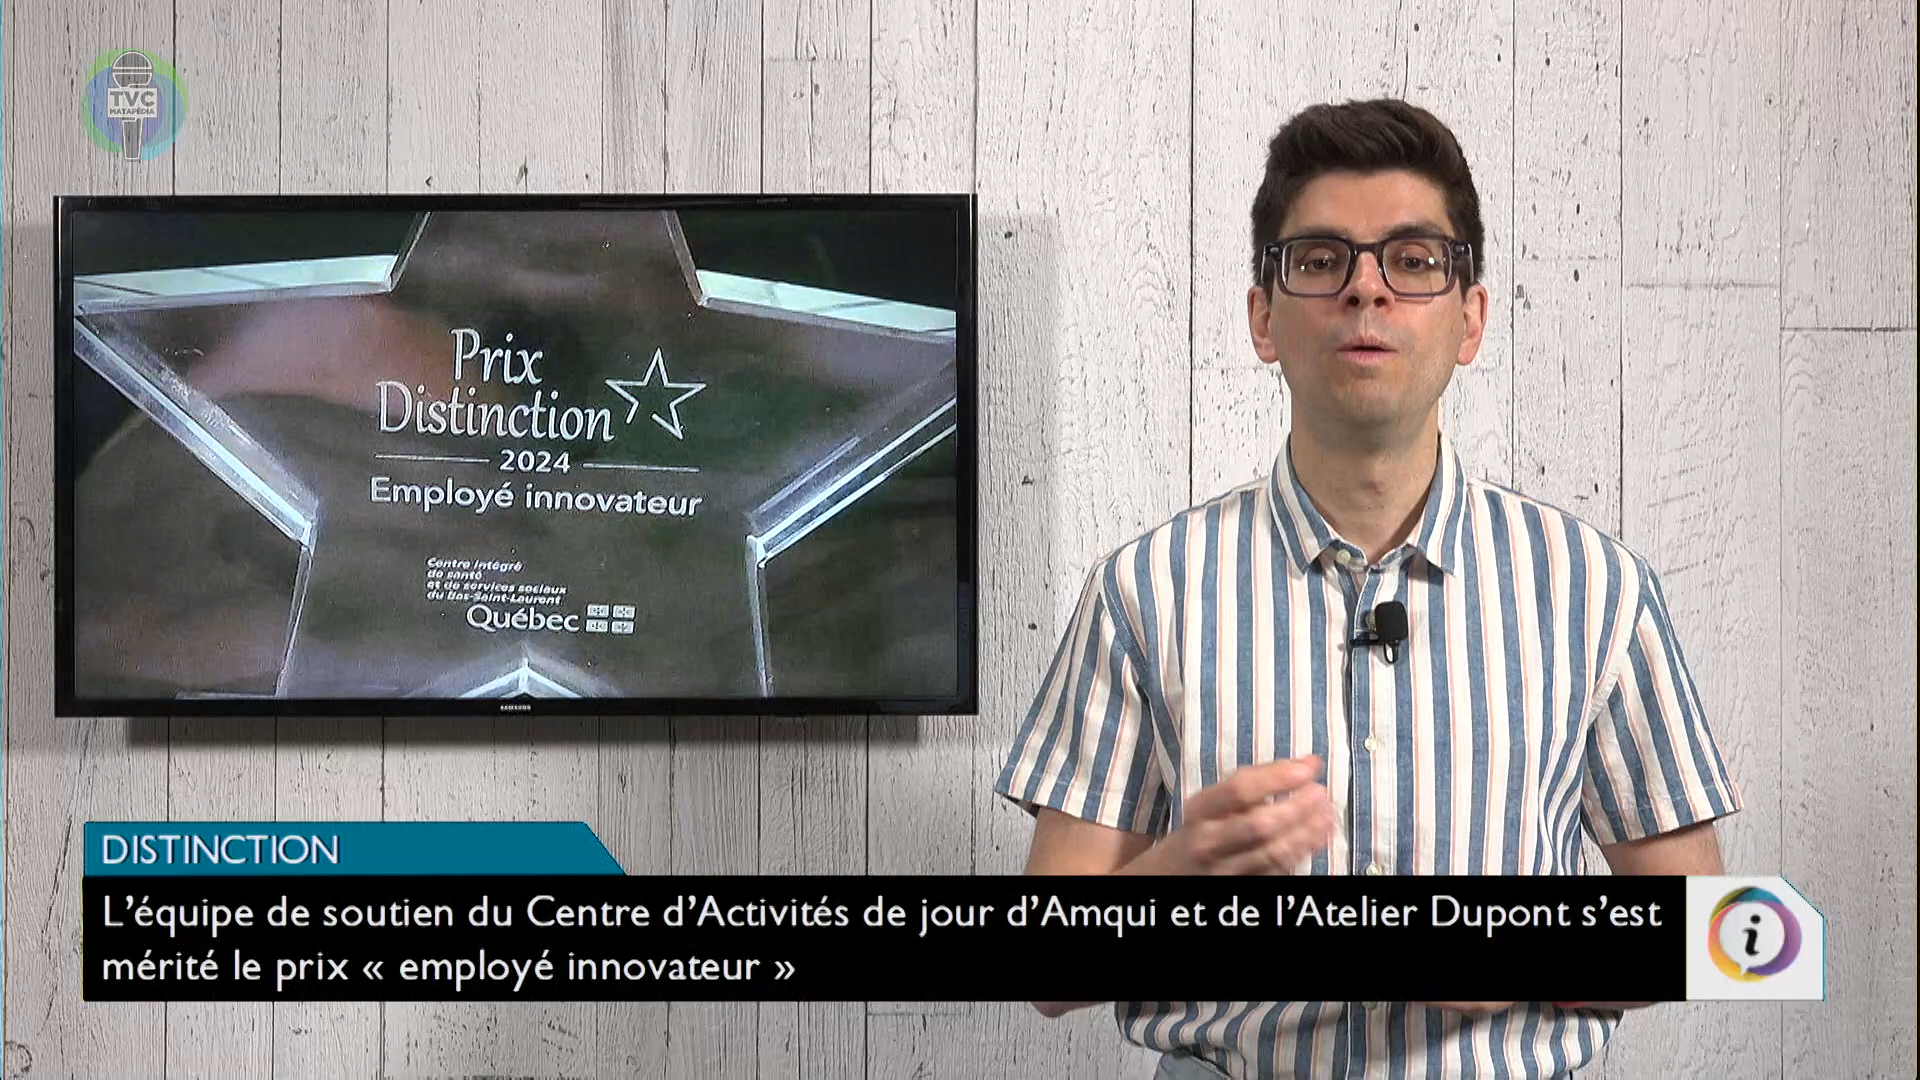 TVC
MATAPÉDIA
Prix
Distinction
2024
Employé innovateur
Centre intégré
de santé
et de services sociaux
du Bas-Saint-Laurent
Québec
SAMSUNG
DISTINCTION
L'équipe de soutien du Centre d'Activités de jour d'Amqui et de l'Atelier Dupont s'est
mérité le prix « employé innovateur »
i